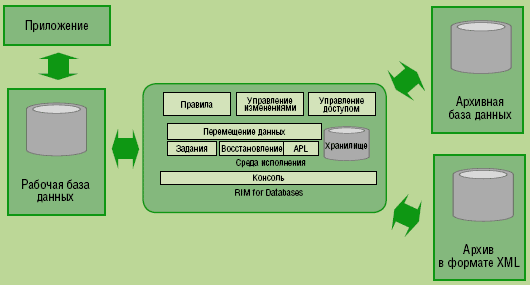 Приложение
Рабочая база
данных
Правила
Управление
изменениями
Управление
доступом
Перемещение данных
Задания
Восстановление
APL
Хранилище
Среда исполнения
Консоль
RIM for Databases
Архивная
база данных
Архив
в формате XML